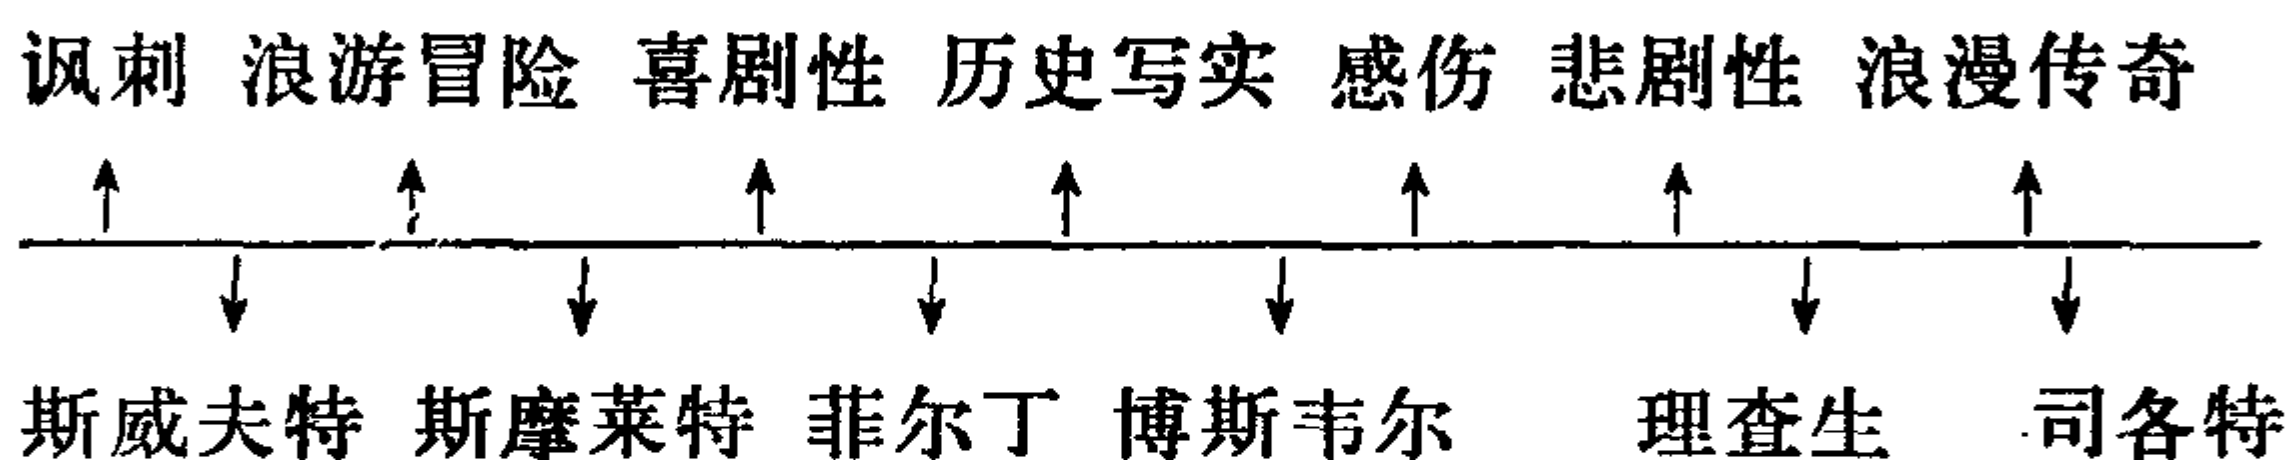 讽刺 浪游冒险 喜剧性 历史写实 感伤 悲剧性 浪漫传奇
斯威夫特 斯摩莱特 菲尔丁 博斯韦尔 理查生 司各特